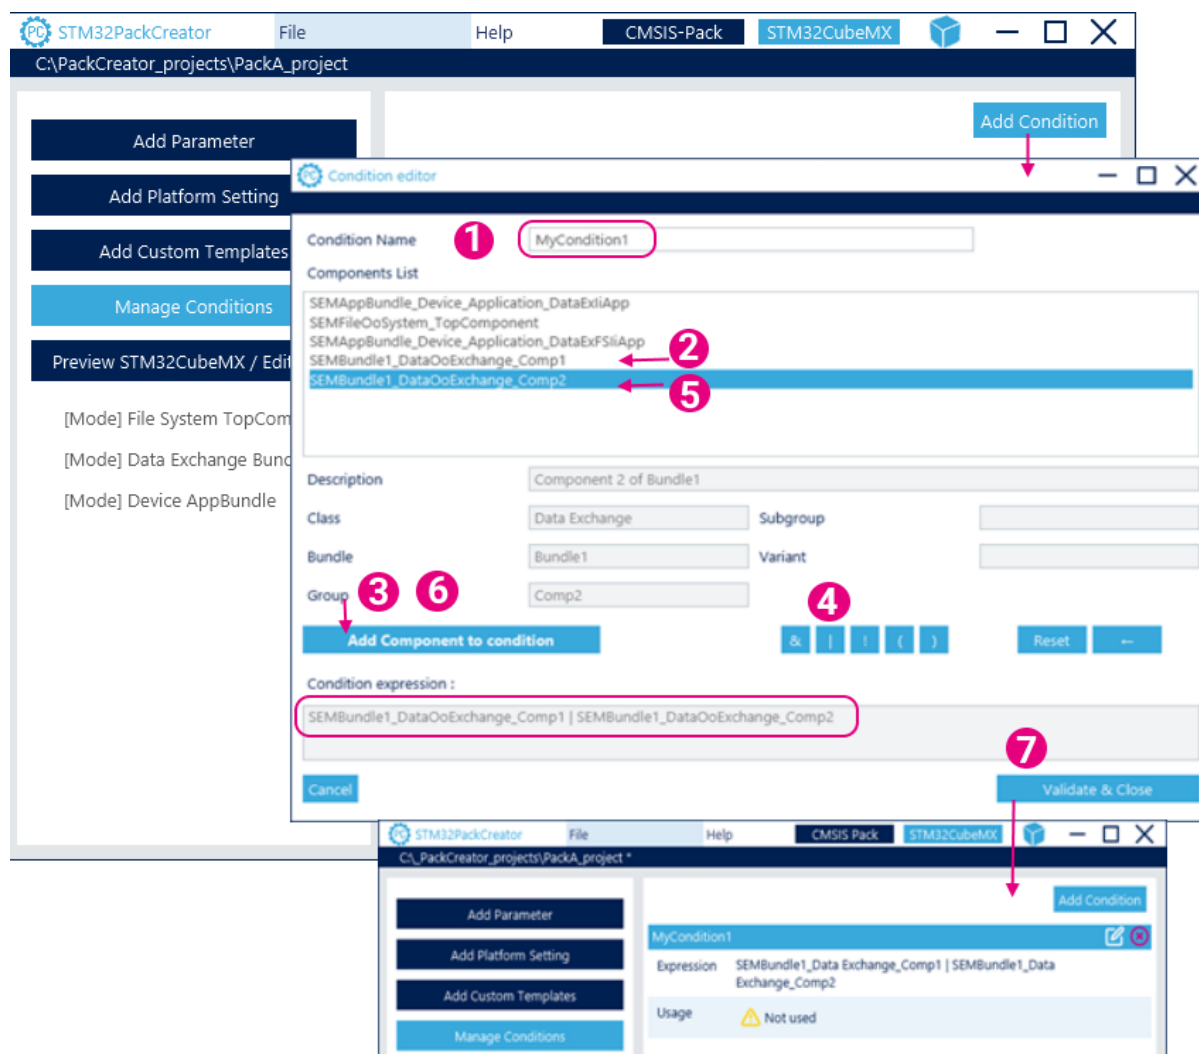 PC STM32PackCreator File Help CMSIS-Pack STM32CubeMX
C:\PackCreator_projects\PackA_project
Add Condition
Add Parameter
Add Platform Setting
Add Custom Templates
Manage Conditions
Preview STM32CubeMX / Edit
[Mode] File System TopCom
[Mode] Data Exchange Bund
[Mode] Device AppBundle
PC Condition editor
Condition Name 1 MyCondition1
Components List
SEMAppBundle_Device_Application_DataExIiApp
SEMFileOoSystem_TopComponent
SEMAppBundle_Device_Application_DataExFSIiApp
SEMBundle1_DataOoExchange_Comp1 2
SEMBundle1_DataOoExchange_Comp2 5
Description Component 2 of Bundle1
Class Data Exchange Subgroup
Bundle Bundle1 Variant
Group 3 6 Comp2 4
Add Component to condition & | ! ( ) Reset ←
Condition expression :
SEMBundle1_DataOoExchange_Comp1 | SEMBundle1_DataOoExchange_Comp2
7
Cancel Validate & Close
PC STM32PackCreator File Help CMSIS Pack STM32CubeMX
C:\_PackCreator_projects\PackA_project *
Add Condition
Add Parameter
Add Platform Setting
Add Custom Templates
Manage Conditions
MyCondition1
Expression SEMBundle1_Data Exchange_Comp1 | SEMBundle1_Data
Exchange_Comp2
Usage Not used